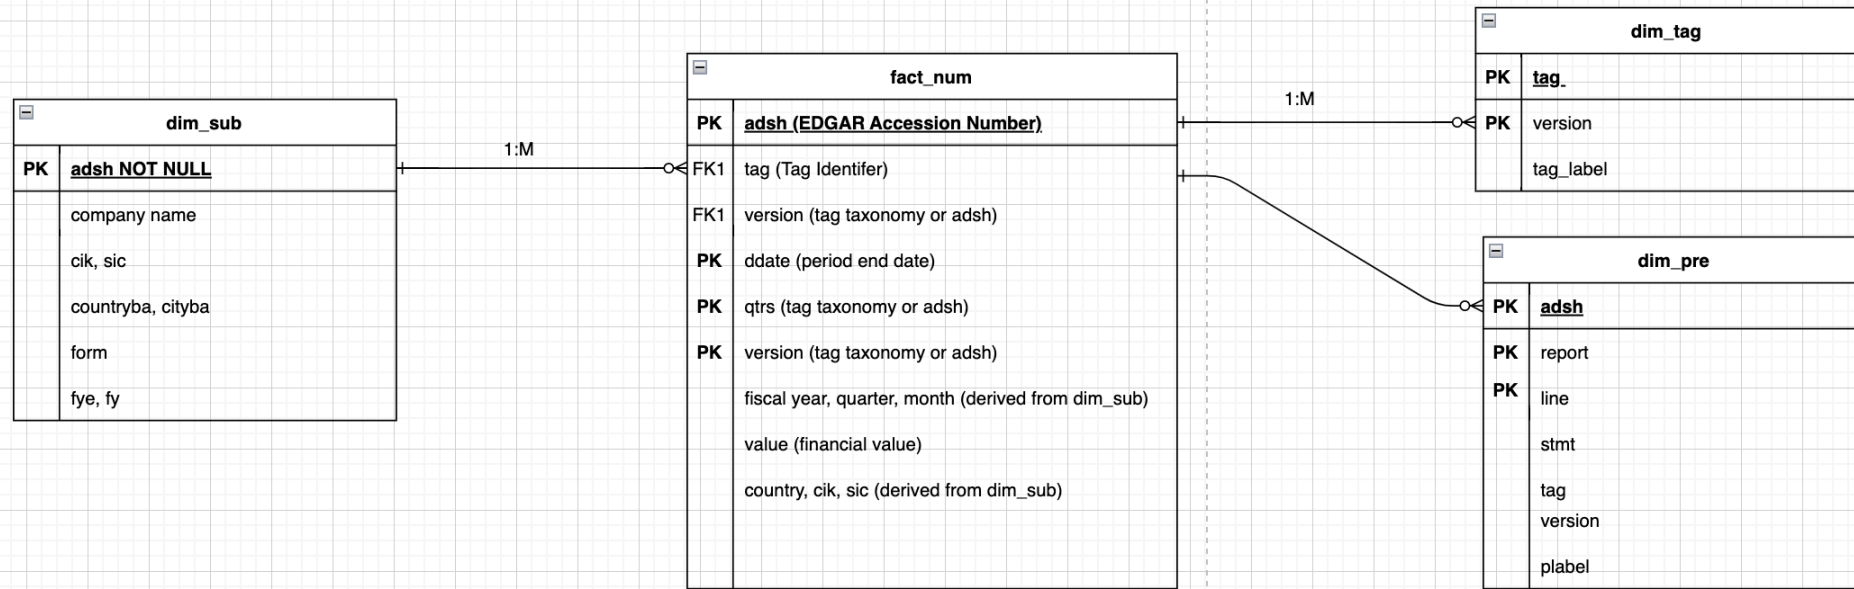 dim_sub
PK adsh NOT NULL
company name
cik, sic
countryba, cityba
form
fye, fy
1:M
fact_num
PK adsh (EDGAR Accession Number)
FK1 tag (Tag Identifer)
FK1 version (tag taxonomy or adsh)
PK ddate (period end date)
PK qtrs (tag taxonomy or adsh)
PK version (tag taxonomy or adsh)
fiscal year, quarter, month (derived from dim_sub)
value (financial value)
country, cik, sic (derived from dim_sub)
1:M
dim_tag
PK tag
PK version
tag_label
dim_pre
PK adsh
PK report
PK line
stmt
tag
version
plabel